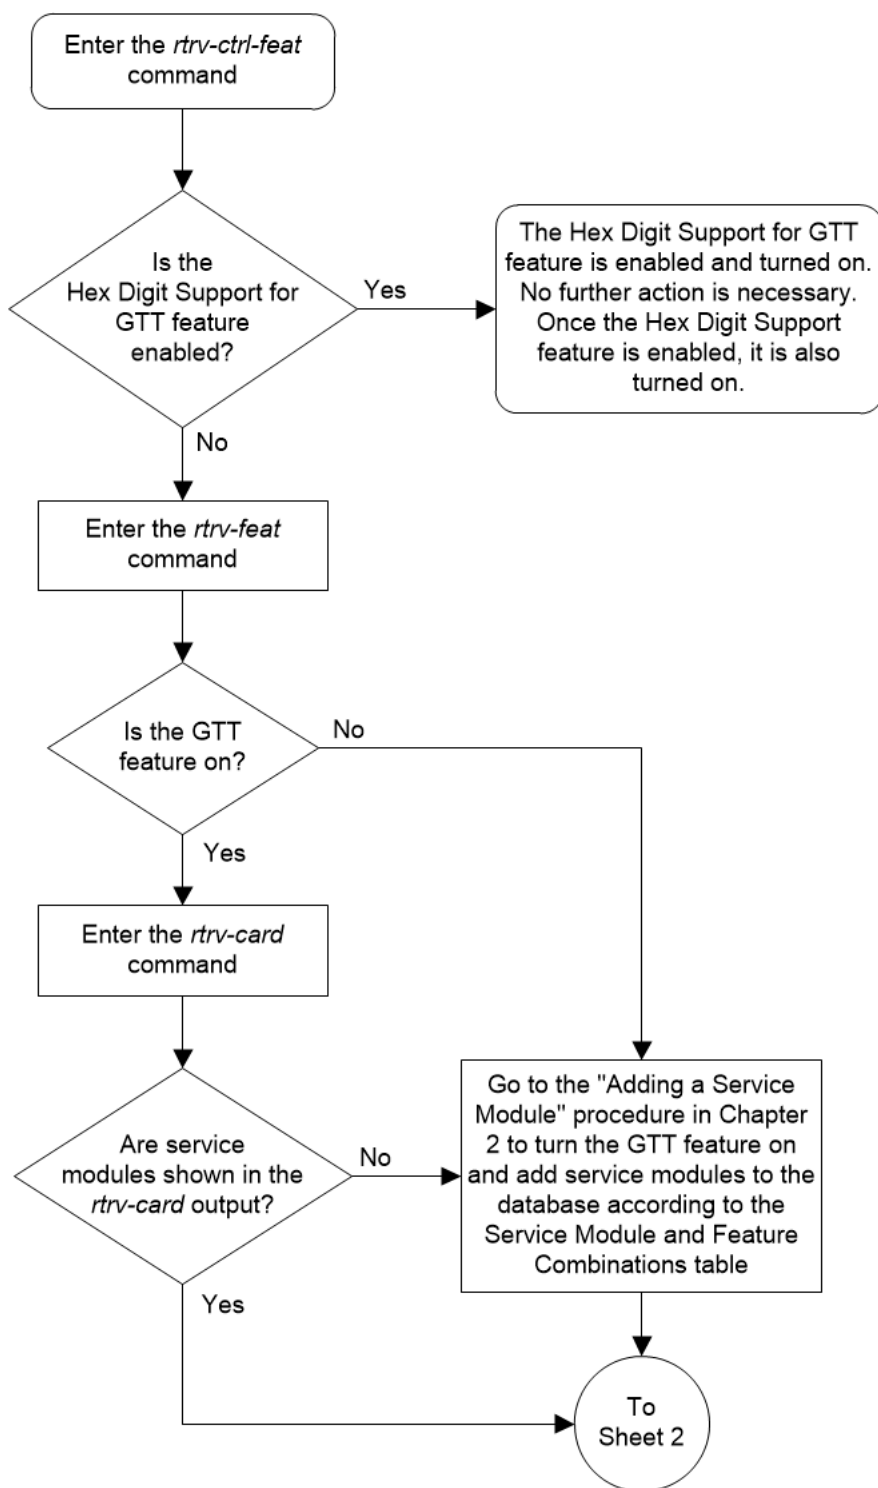 Enter the rtrv-ctrl-feat
command
Is the
Hex Digit Support for
GTT feature
enabled?
Yes
The Hex Digit Support for GTT
feature is enabled and turned on.
No further action is necessary.
Once the Hex Digit Support
feature is enabled, it is also
turned on.
No
Enter the rtrv-feat
command
Is the GTT
feature on?
No
Yes
Enter the rtrv-card
command
Are service
modules shown in the
rtrv-card output?
No
Go to the "Adding a Service
Module" procedure in Chapter
2 to turn the GTT feature on
and add service modules to the
database according to the
Service Module and Feature
Combinations table
Yes
To
Sheet 2